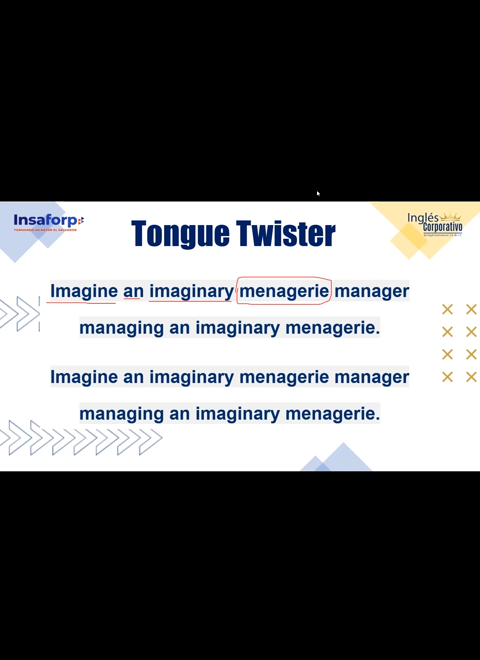 Insaforp
Inglés
Corporativo
Tongue Twister
Imagine an imaginary menagerie manager
managing an imaginary menagerie.
Imagine an imaginary menagerie manager
managing an imaginary menagerie.